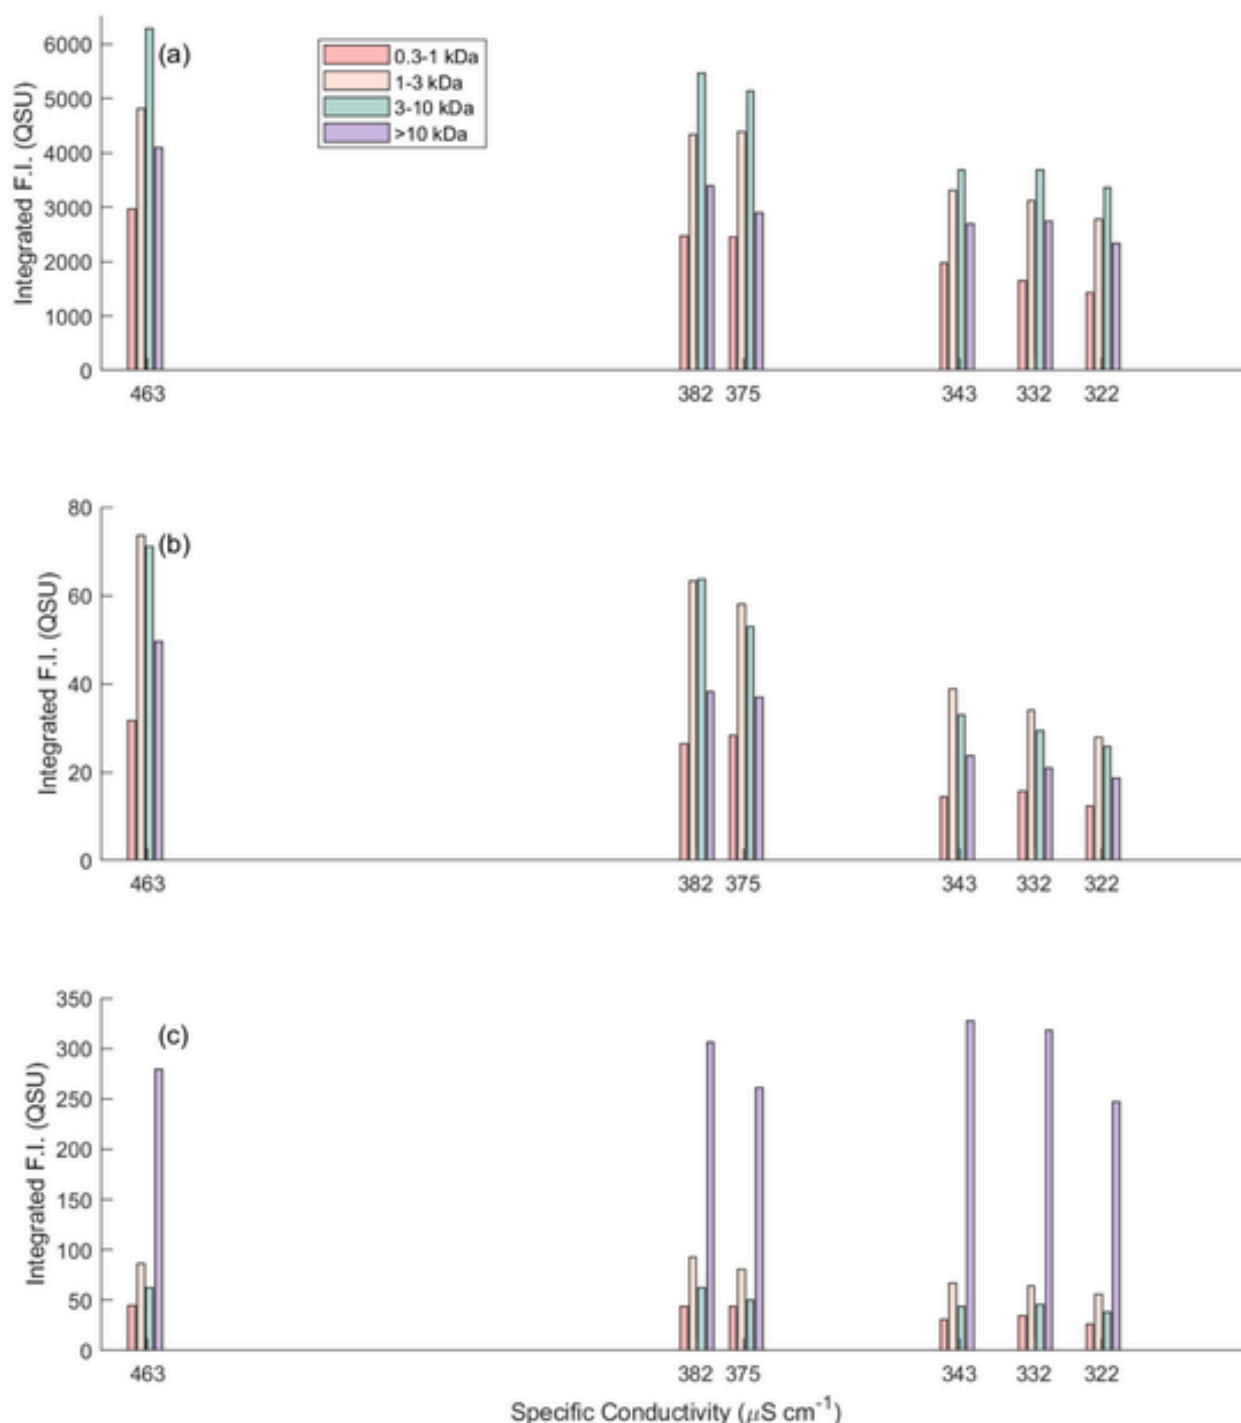 (a)
0.3-1 kDa
1-3 kDa
3-10 kDa
>10 kDa
Integrated F.I. (QSU)
6000
5000
4000
3000
2000
1000
0
463 382 375 343 332 322
(b)
Integrated F.I. (QSU)
80
60
40
20
0
463 382 375 343 332 322
(c)
Integrated F.I. (QSU)
350
300
250
200
150
100
50
0
463 382 375 343 332 322
Specific Conductivity (μS cm⁻¹)